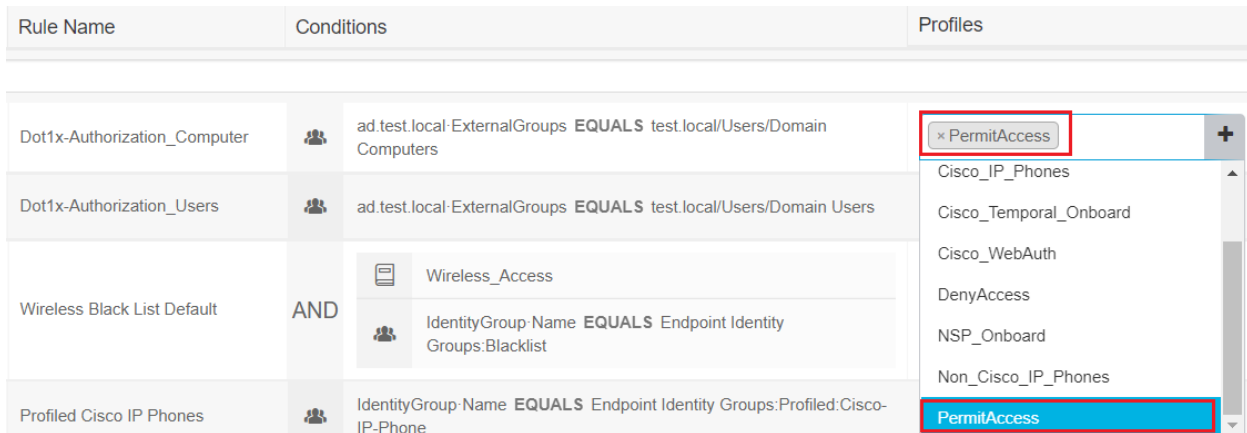 Rule Name
Conditions
Profiles
Dot1x-Authorization_Computer
ad.test.local·ExternalGroups EQUALS test.local/Users/Domain
Computers
× PermitAccess
+
Dot1x-Authorization_Users
ad.test.local·ExternalGroups EQUALS test.local/Users/Domain Users
Wireless Black List Default
AND
Wireless_Access
IdentityGroup·Name EQUALS Endpoint Identity
Groups:Blacklist
Profiled Cisco IP Phones
IdentityGroup·Name EQUALS Endpoint Identity Groups:Profiled:Cisco-
IP-Phone
Cisco_IP_Phones
Cisco_Temporal_Onboard
Cisco_WebAuth
DenyAccess
NSP_Onboard
Non_Cisco_IP_Phones
PermitAccess